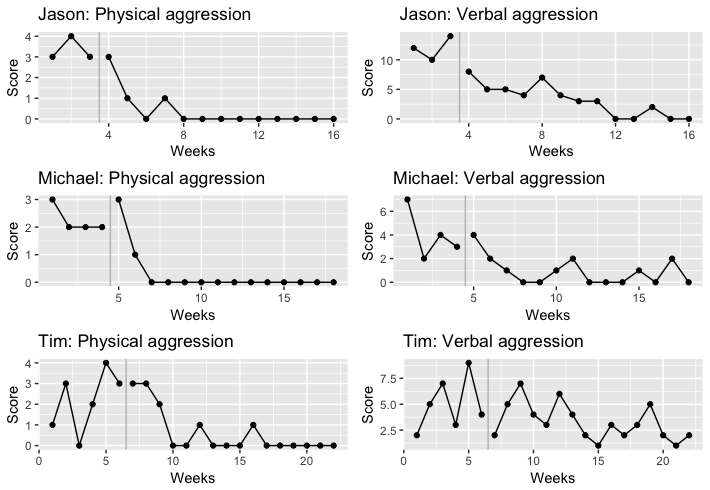 Jason: Physical aggression
Score
4
3
2
1
0
4 8 12 16
Weeks
Jason: Verbal aggression
Score
10
5
0
4 8 12 16
Weeks
Michael: Physical aggression
Score
3
2
1
0
5 10 15
Weeks
Michael: Verbal aggression
Score
6
4
2
0
5 10 15
Weeks
Tim: Physical aggression
Score
4
3
2
1
0
0 5 10 15 20
Weeks
Tim: Verbal aggression
Score
7.5
5.0
2.5
0 5 10 15 20
Weeks